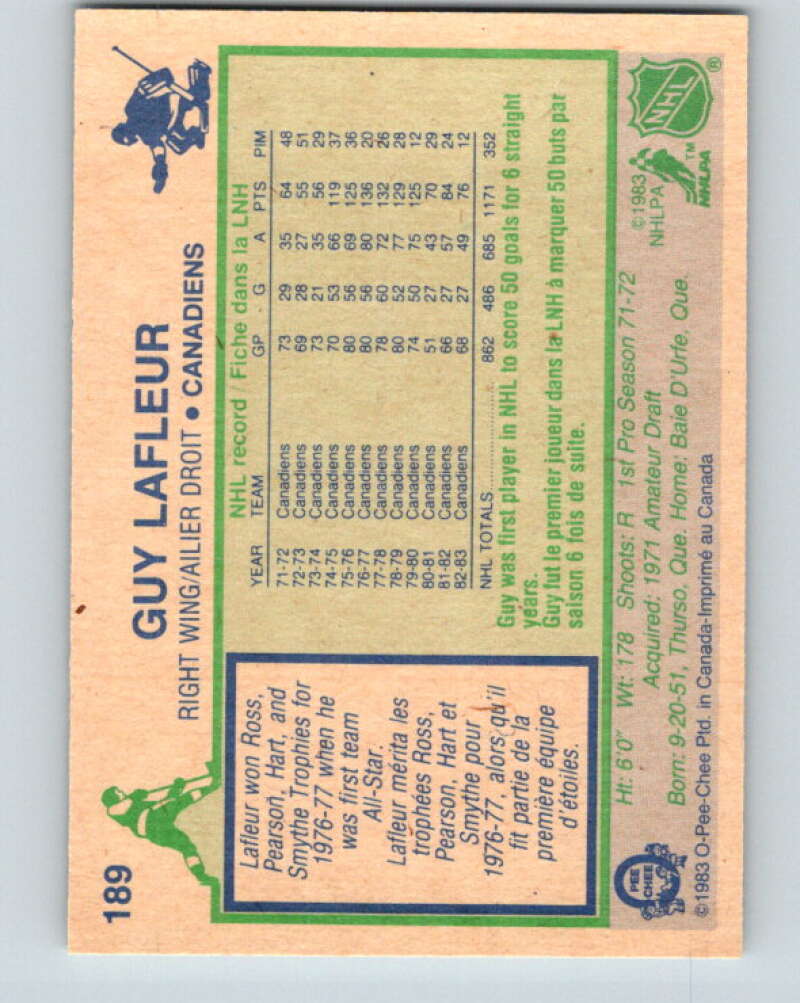 189
GUY LAFLEUR
RIGHT WING/AILIER DROIT • CANADIENS
Lafleur won Ross,
Pearson, Hart, and
Smythe Trophies for
1976-77 when he
was first team
All-Star.
Lafleur mérita les
trophées Ross,
Pearson, Hart et
Smythe pour
1976-77, alors qu'il
fit partie de la
première équipe
d'étoiles.
NHL record / Fiche dans la LNH
YEAR TEAM GP G A PTS PIM
71-72 Canadiens 73 29 35 64 48
72-73 Canadiens 69 28 27 55 51
73-74 Canadiens 73 21 35 56 29
74-75 Canadiens 70 53 66 119 37
75-76 Canadiens 80 56 69 125 36
76-77 Canadiens 80 56 80 136 20
77-78 Canadiens 78 60 72 132 26
78-79 Canadiens 80 52 77 129 28
79-80 Canadiens 74 50 75 125 12
80-81 Canadiens 51 27 43 70 29
81-82 Canadiens 66 27 57 84 24
82-83 Canadiens 68 27 49 76 12
NHL TOTALS 862 486 685 1171 352
Guy was first player in NHL to score 50 goals for 6 straight
years.
Guy fut le premier joueur dans la LNH à marquer 50 buts par
saison 6 fois de suite.
PEE
CHEE
Ht: 6'0" Wt: 178 Shoots: R 1st Pro Season 71-72
Acquired: 1971 Amateur Draft
Born: 9-20-51, Thurso, Que. Home: Baie D'Urfe, Que.
©1983 O-Pee-Chee Ptd. in Canada-Imprimé au Canada
©1983
NHLPA
NHLPA™
NHL®